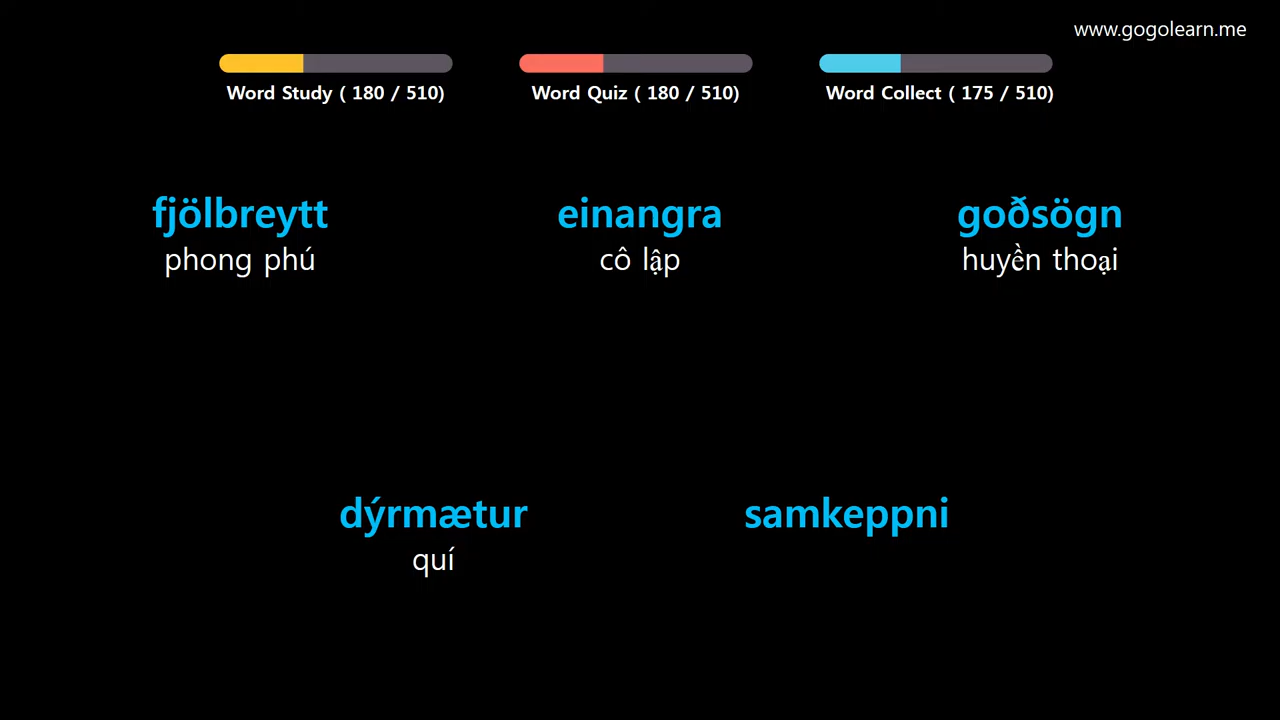 www.gogolearn.me
Word Study ( 180 / 510)
Word Quiz ( 180 / 510)
Word Collect ( 175 / 510)
fjölbreytt
phong phú
einangra
cô lập
goðsögn
huyền thoại
dýrmætur
quí
samkeppni